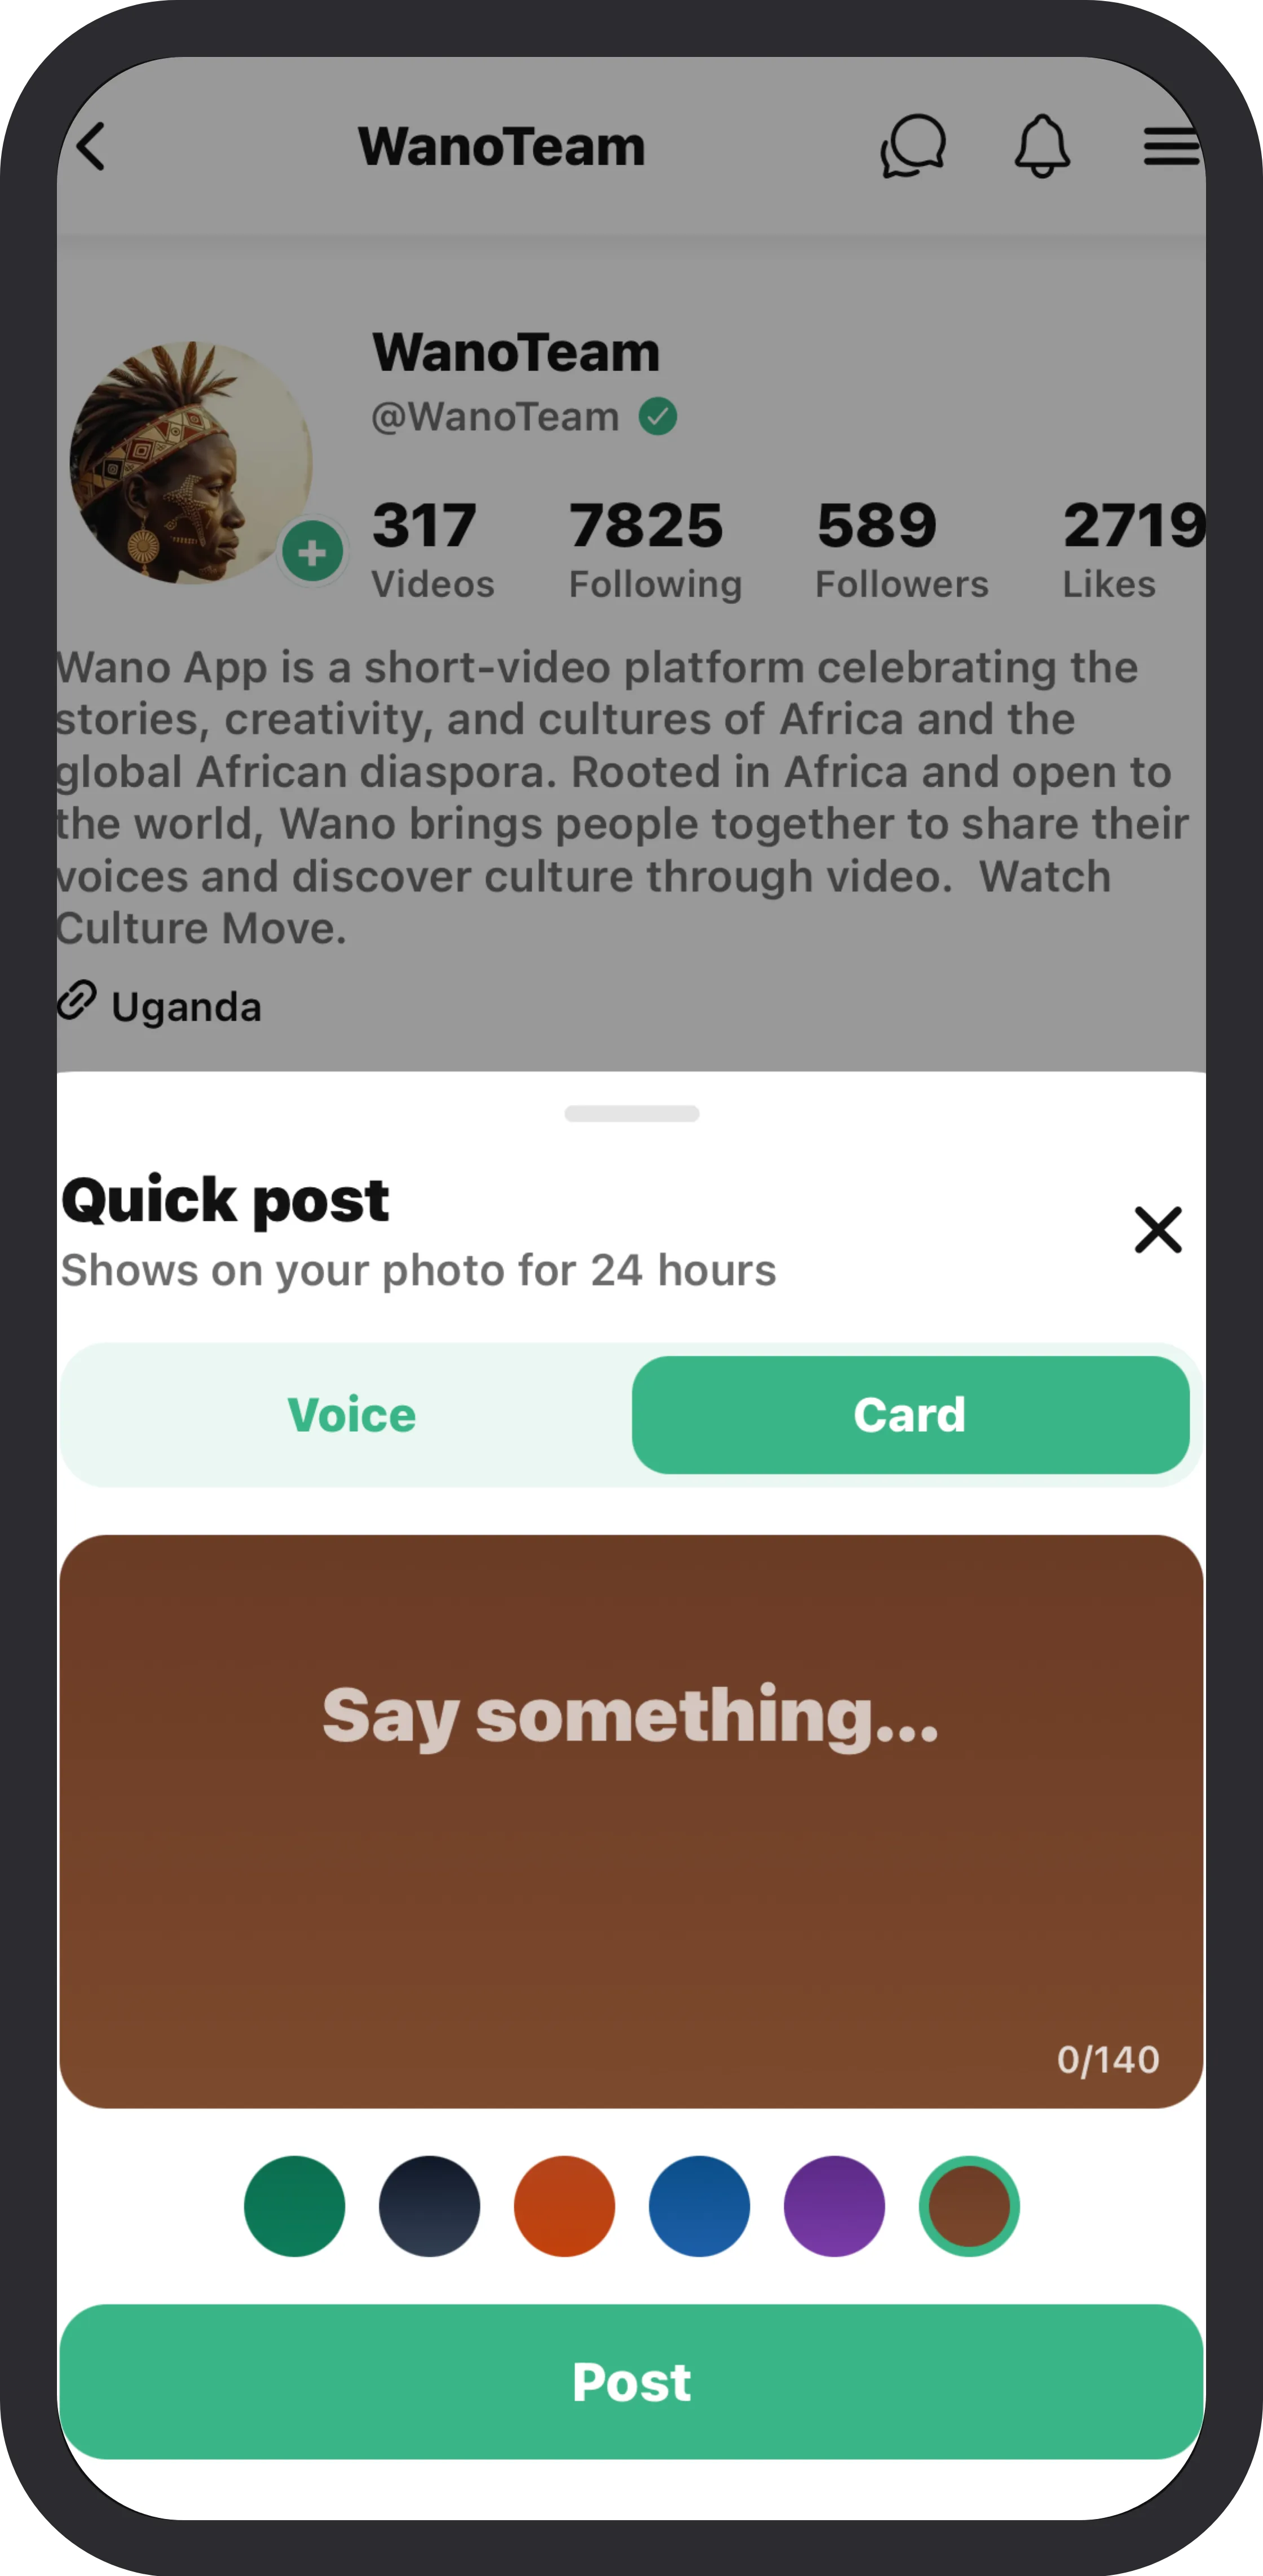 WanoTeam
WanoTeam
@WanoTeam
317 7825 589 2719
Videos Following Followers Likes
Wano App is a short-video platform celebrating the
stories, creativity, and cultures of Africa and the
global African diaspora. Rooted in Africa and open to
the world, Wano brings people together to share their
voices and discover culture through video.  Watch
Culture Move.
Uganda
Quick post
Shows on your photo for 24 hours
Voice Card
Say something...
0/140
Post